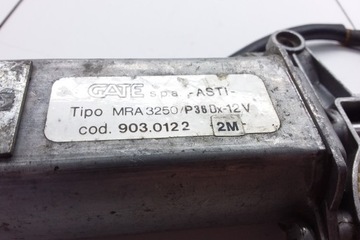 GATE s.p.a. ASTI-
Tipo MRA3250/P36Dx-12V
cod. 903.0122 2M-